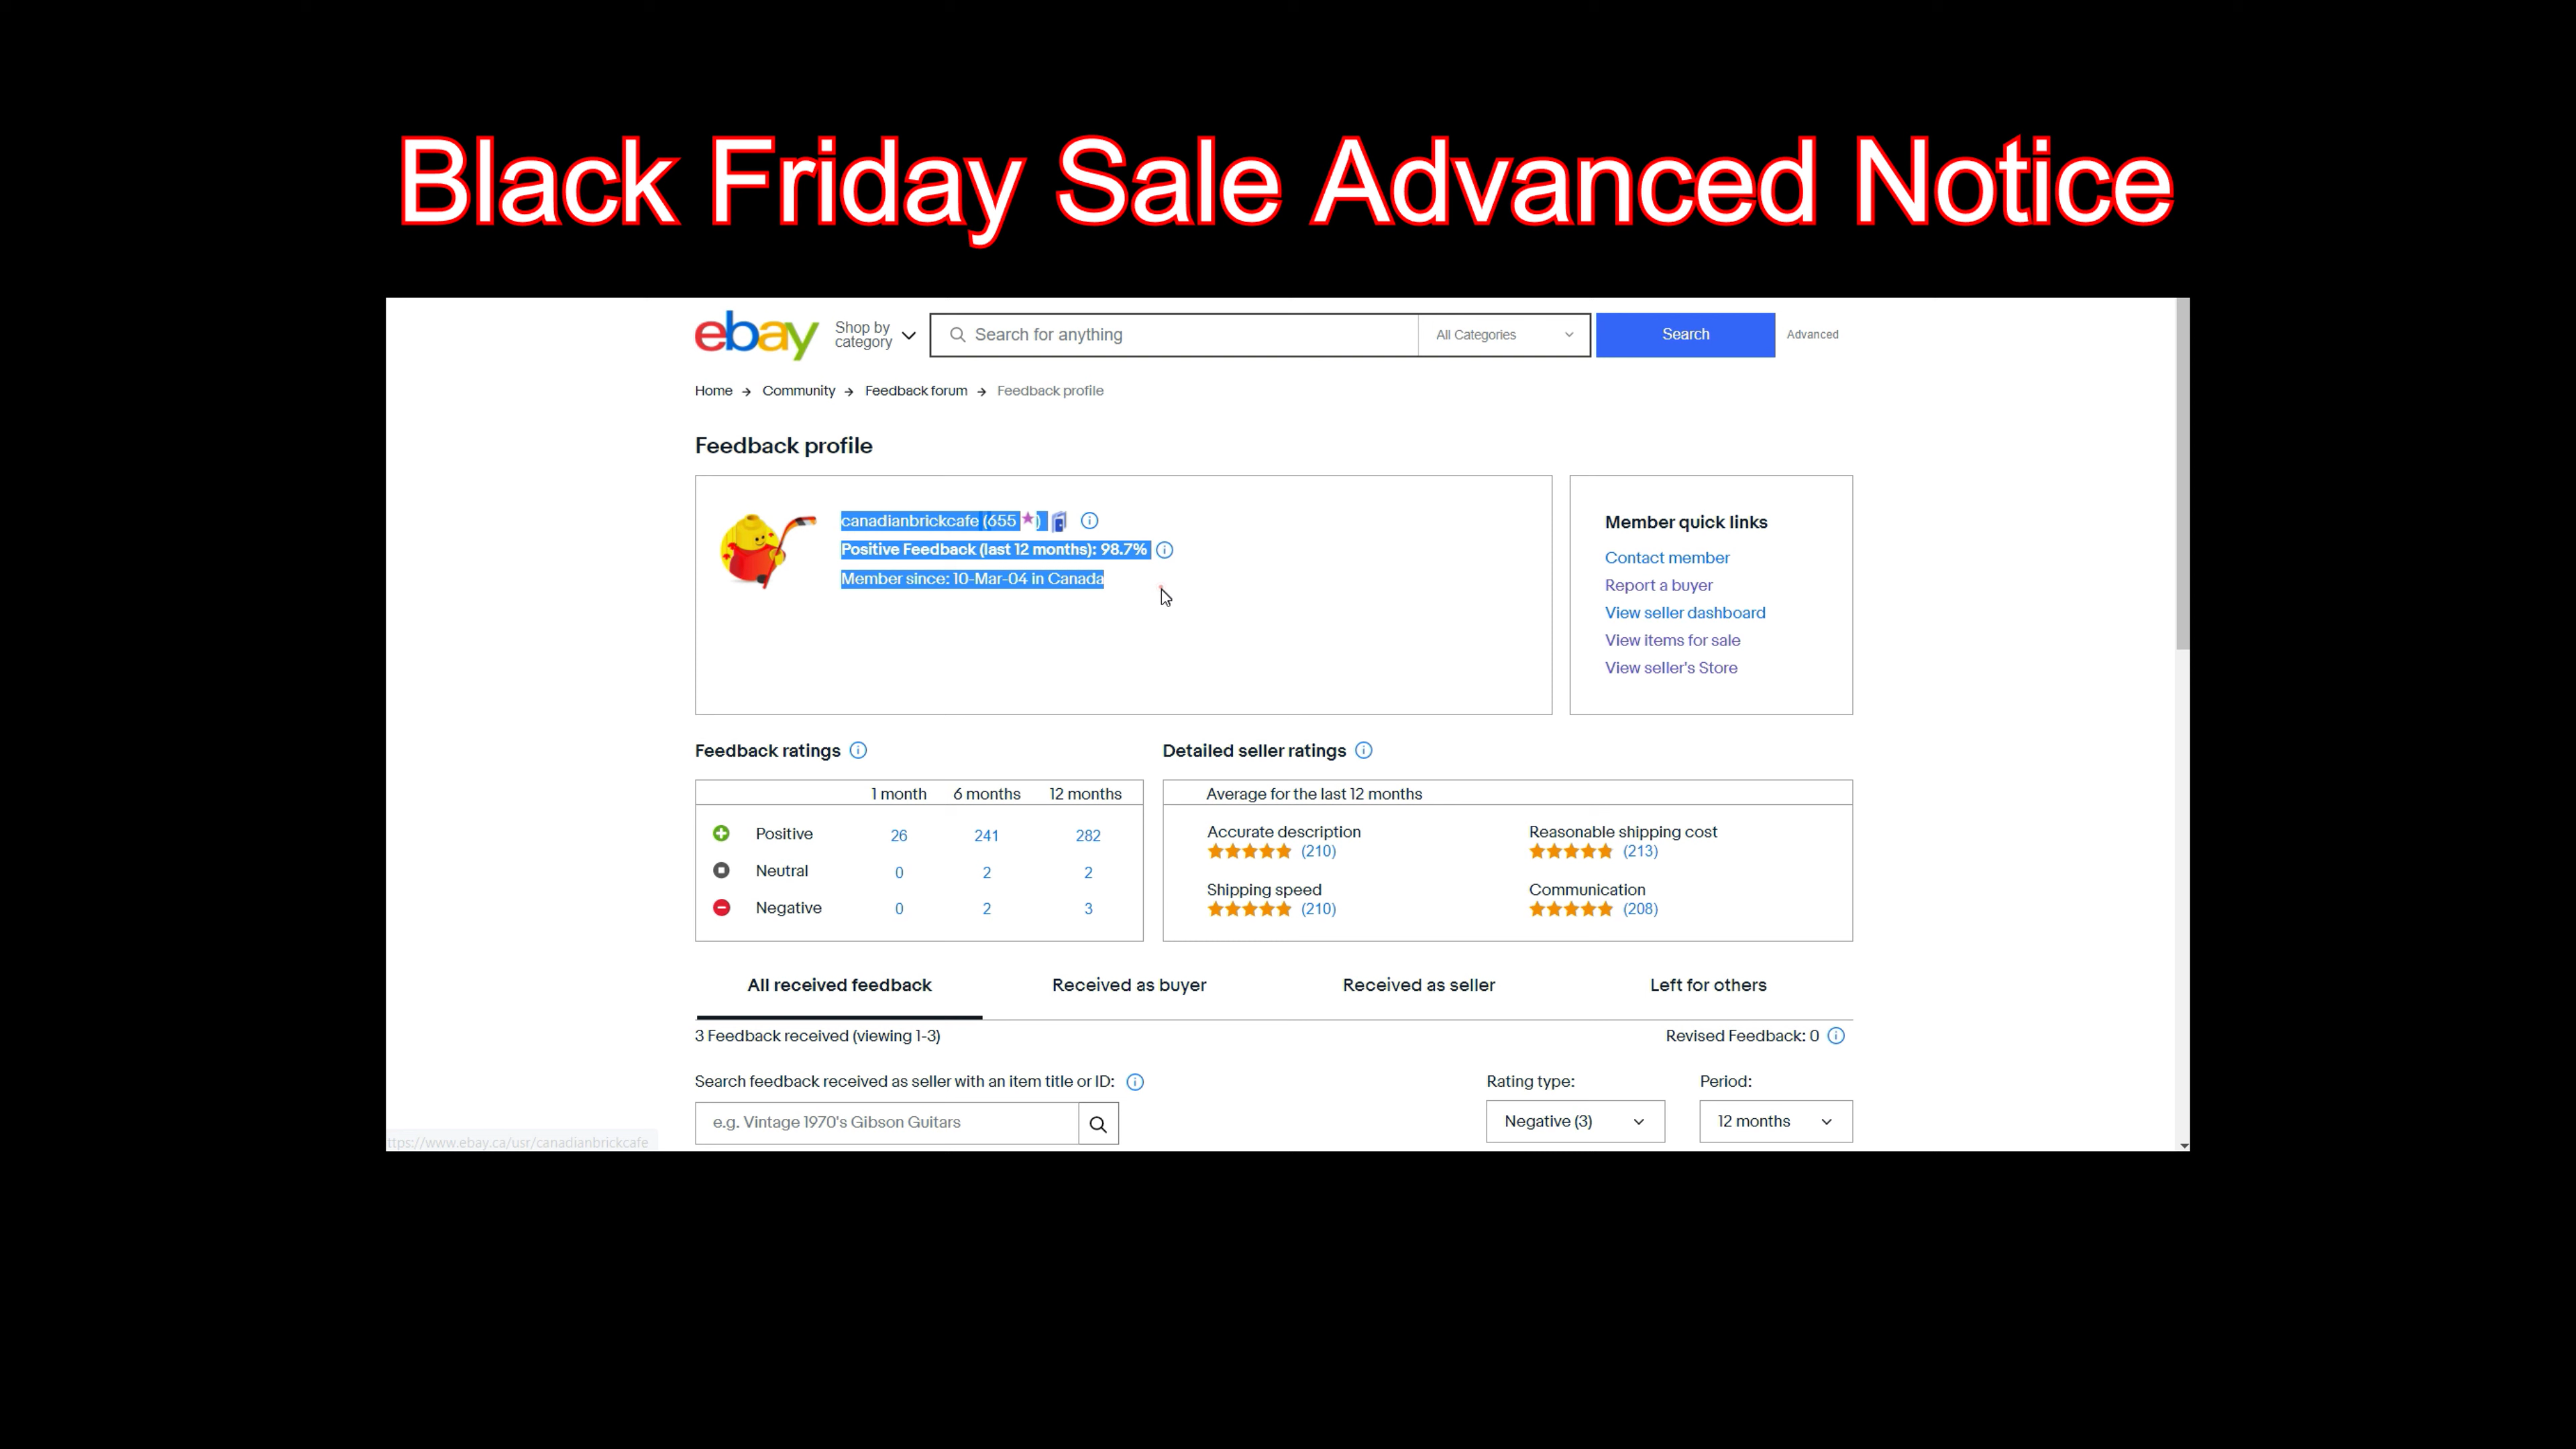 Black Friday Sale Advanced Notice
ebay
Shop by
category
Search for anything
All Categories
Search
Advanced
Home → Community → Feedback forum → Feedback profile
Feedback profile
canadianbrickcafe (655 ★)
Positive Feedback (last 12 months): 98.7%
Member since: 10-Mar-04 in Canada
Member quick links
Contact member
Report a buyer
View seller dashboard
View items for sale
View seller's Store
Feedback ratings
1 month 6 months 12 months
Positive 26 241 282
Neutral 0 2 2
Negative 0 2 3
Detailed seller ratings
Average for the last 12 months
Accurate description
(210)
Reasonable shipping cost
(213)
Shipping speed
(210)
Communication
(208)
All received feedback Received as buyer Received as seller Left for others
3 Feedback received (viewing 1-3)
Revised Feedback: 0
Search feedback received as seller with an item title or ID:
Rating type:
Period:
e.g. Vintage 1970's Gibson Guitars
Negative (3)
12 months
ttps://www.ebay.ca/usr/canadianbrickcafe